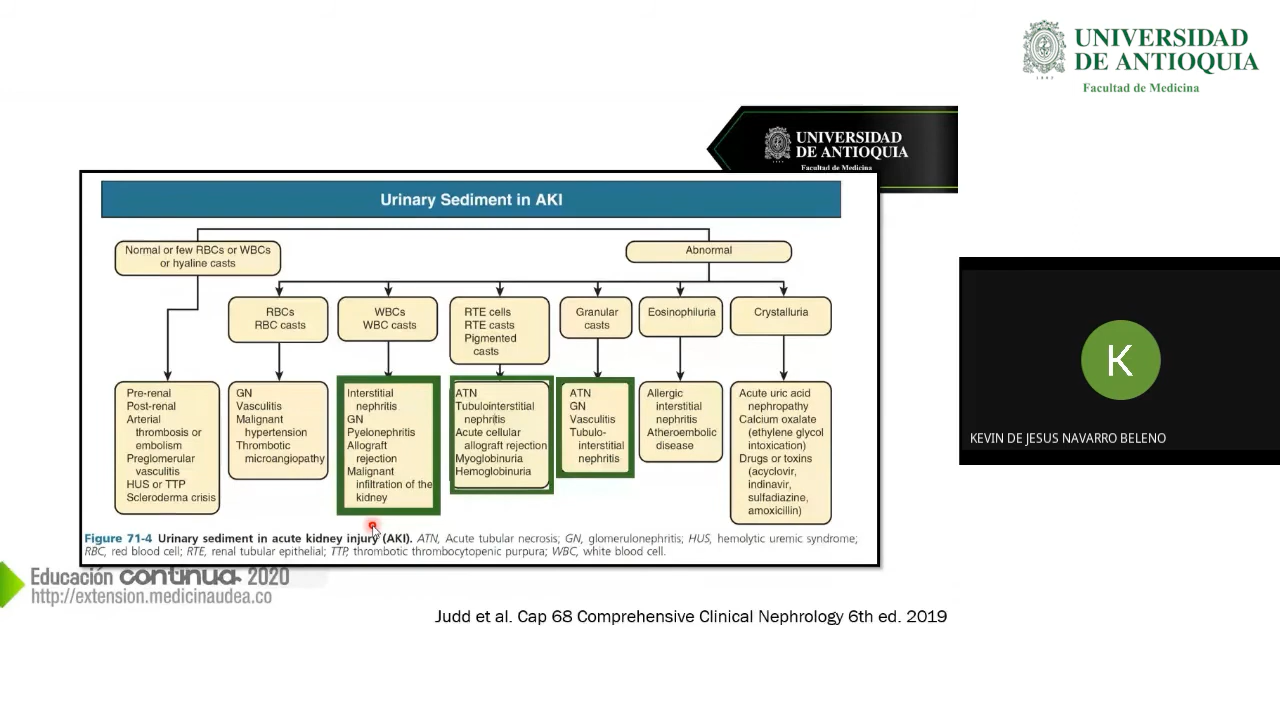 UNIVERSIDAD
DE ANTIOQUIA
Facultad de Medicina
1803
UNIVERSIDAD
DE ANTIOQUIA
Facultad de Medicina
Urinary Sediment in AKI
Normal or few RBCs or WBCs
or hyaline casts
Abnormal
RBCs
RBC casts
WBCs
WBC casts
RTE cells
RTE casts
Pigmented
casts
Granular
casts
Eosinophiluria
Crystalluria
Pre-renal
Post-renal
Arterial
thrombosis or
embolism
Preglomerular
vasculitis
HUS or TTP
Scleroderma crisis
GN
Vasculitis
Malignant
hypertension
Thrombotic
microangiopathy
Interstitial
nephritis
GN
Pyelonephritis
Allograft
rejection
Malignant
infiltration of the
kidney
ATN
Tubulointerstitial
nephritis
Acute cellular
allograft rejection
Myoglobinuria
Hemoglobinuria
ATN
GN
Vasculitis
Tubulo-
interstitial
nephritis
Allergic
interstitial
nephritis
Atheroembolic
disease
Acute uric acid
nephropathy
Calcium oxalate
(ethylene glycol
intoxication)
Drugs or toxins
(acyclovir,
indinavir,
sulfadiazine,
amoxicillin)
Figure 71-4 Urinary sediment in acute kidney injury (AKI). ATN, Acute tubular necrosis; GN, glomerulonephritis; HUS, hemolytic uremic syndrome;
RBC, red blood cell; RTE, renal tubular epithelial; TTP, thrombotic thrombocytopenic purpura; WBC, white blood cell.
K
KEVIN DE JESUS NAVARRO BELENO
Educación continua 2020
http://extension.medicinaudea.co
Judd et al. Cap 68 Comprehensive Clinical Nephrology 6th ed. 2019